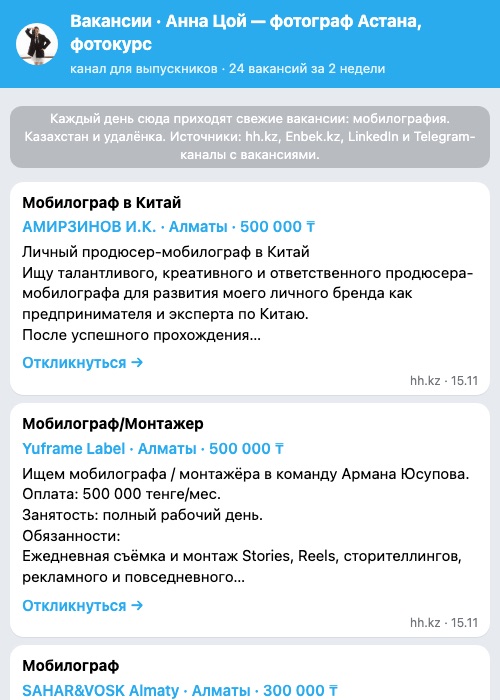 Вакансии · Анна Цой — фотограф Астана,
фотокурс
канал для выпускников · 24 вакансий за 2 недели
Каждый день сюда приходят свежие вакансии: мобилография.
Казахстан и удалёнка. Источники: hh.kz, Enbek.kz, LinkedIn и Telegram-
каналы с вакансиями.
Мобилограф в Китай
АМИРЗИНОВ И.К. · Алматы · 500 000 ₸
Личный продюсер-мобилограф в Китай
Ищу талантливого, креативного и ответственного продюсера-
мобилографа для развития моего личного бренда как
предпринимателя и эксперта по Китаю.
После успешного прохождения...
Откликнуться →
hh.kz · 15.11
Мобилограф/Монтажер
Yuframe Label · Алматы · 500 000 ₸
Ищем мобилографа / монтажёра в команду Армана Юсупова.
Оплата: 500 000 тенге/мес.
Занятость: полный рабочий день.
Обязанности:
Ежедневная съёмка и монтаж Stories, Reels, сторителлингов,
рекламного и повседневного...
Откликнуться →
hh.kz · 15.11
Мобилограф
SAHAR&VOSK Almaty · Алматы · 300 000 ₸